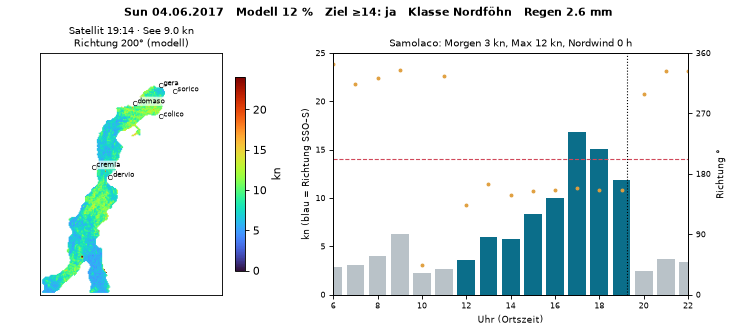 Sun 04.06.2017   Modell 12 %   Ziel ≥14: ja   Klasse Nordföhn   Regen 2.6 mm
Satellit 19:14 · See 9.0 kn
Richtung 200° (modell)
gera
sorico
domaso
colico
cremia
dervio
20
15
10
5
0
kn
Samolaco: Morgen 3 kn, Max 12 kn, Nordwind 0 h
25
20
15
10
5
0
kn (blau = Richtung SSO-S)
360
270
180
90
0
Richtung °
6 8 10 12 14 16 18 20 22
Uhr (Ortszeit)